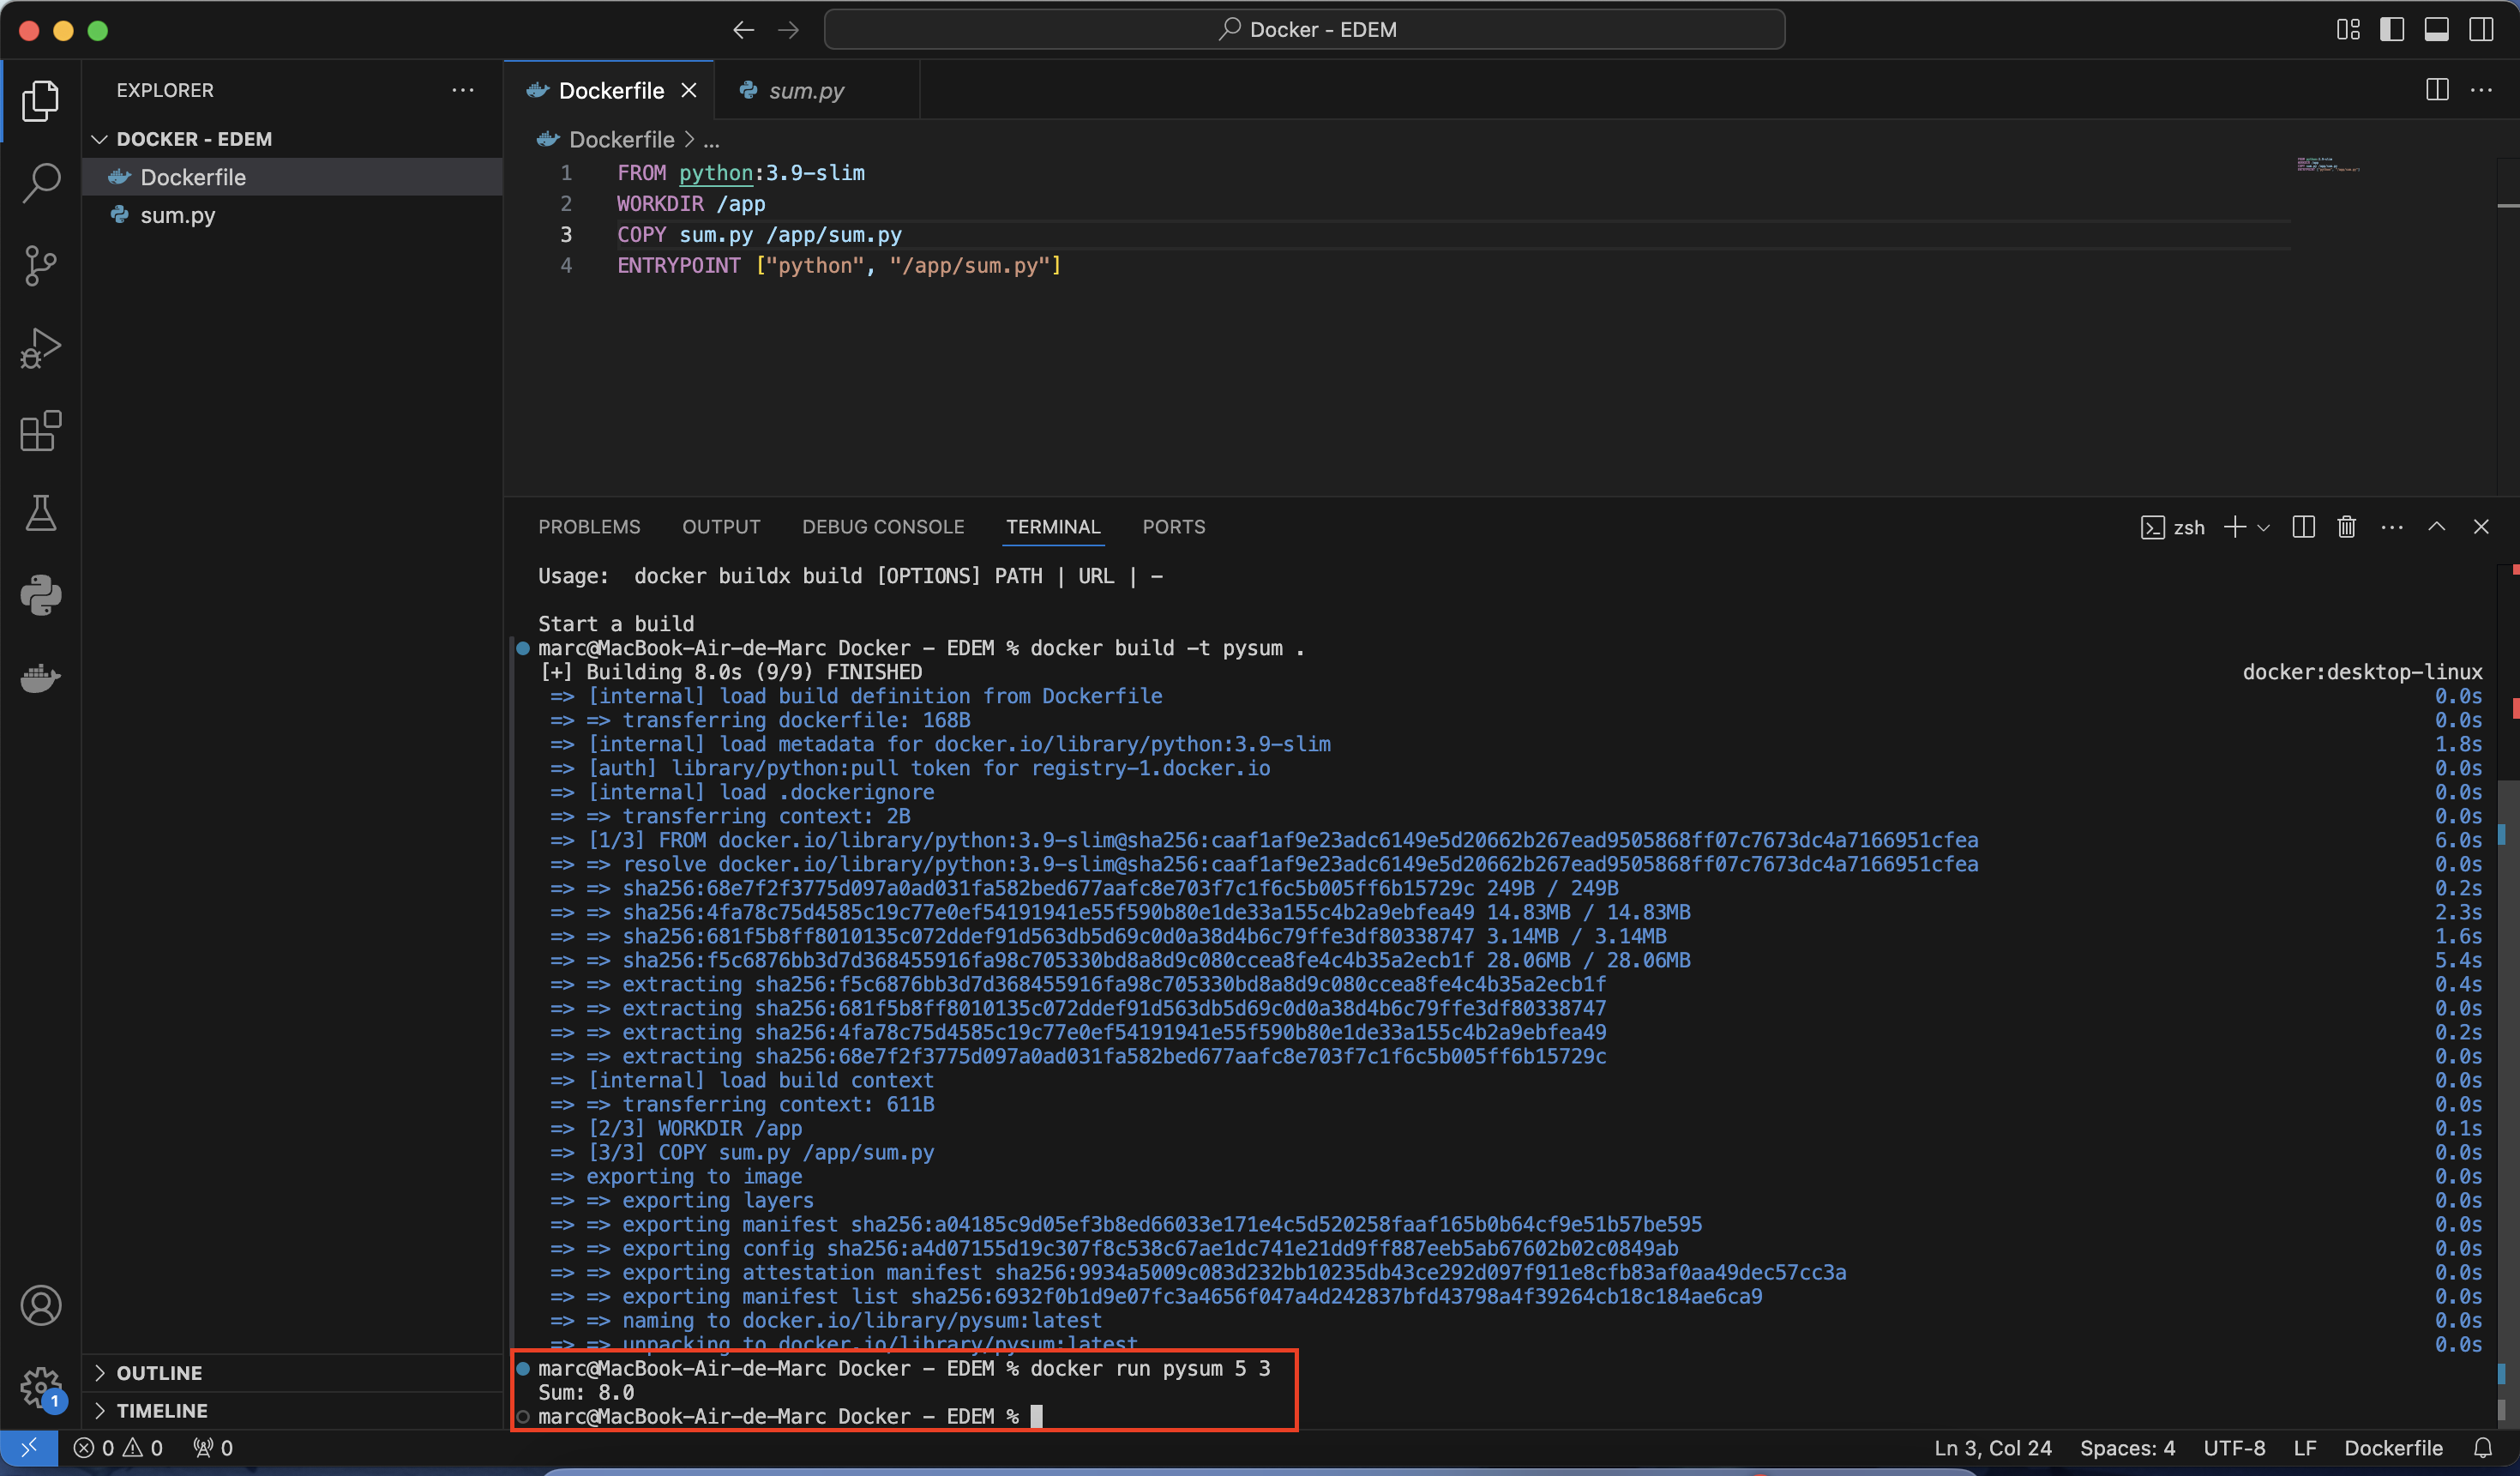 Docker - EDEM
EXPLORER
DOCKER - EDEM
Dockerfile
sum.py
OUTLINE
TIMELINE
1
Dockerfile
sum.py
Dockerfile > ...
1 FROM python:3.9-slim
2 WORKDIR /app
3 COPY sum.py /app/sum.py
4 ENTRYPOINT ["python", "/app/sum.py"]
PROBLEMS OUTPUT DEBUG CONSOLE TERMINAL PORTS
zsh
Usage:  docker buildx build [OPTIONS] PATH | URL | -
Start a build
marc@MacBook-Air-de-Marc Docker - EDEM % docker build -t pysum .
[+] Building 8.0s (9/9) FINISHED docker:desktop-linux
=> [internal] load build definition from Dockerfile 0.0s
=> => transferring dockerfile: 168B 0.0s
=> [internal] load metadata for docker.io/library/python:3.9-slim 1.8s
=> [auth] library/python:pull token for registry-1.docker.io 0.0s
=> [internal] load .dockerignore 0.0s
=> => transferring context: 2B 0.0s
=> [1/3] FROM docker.io/library/python:3.9-slim@sha256:caaf1af9e23adc6149e5d20662b267ead9505868ff07c7673dc4a7166951cfea 6.0s
=> => resolve docker.io/library/python:3.9-slim@sha256:caaf1af9e23adc6149e5d20662b267ead9505868ff07c7673dc4a7166951cfea 0.0s
=> => sha256:68e7f2f3775d097a0ad031fa582bed677aafc8e703f7c1f6c5b005ff6b15729c 249B / 249B 0.2s
=> => sha256:4fa78c75d4585c19c77e0ef54191941e55f590b80e1de33a155c4b2a9ebfea49 14.83MB / 14.83MB 2.3s
=> => sha256:681f5b8ff8010135c072ddef91d563db5d69c0d0a38d4b6c79ffe3df80338747 3.14MB / 3.14MB 1.6s
=> => sha256:f5c6876bb3d7d368455916fa98c705330bd8a8d9c080ccea8fe4c4b35a2ecb1f 28.06MB / 28.06MB 5.4s
=> => extracting sha256:f5c6876bb3d7d368455916fa98c705330bd8a8d9c080ccea8fe4c4b35a2ecb1f 0.4s
=> => extracting sha256:681f5b8ff8010135c072ddef91d563db5d69c0d0a38d4b6c79ffe3df80338747 0.0s
=> => extracting sha256:4fa78c75d4585c19c77e0ef54191941e55f590b80e1de33a155c4b2a9ebfea49 0.2s
=> => extracting sha256:68e7f2f3775d097a0ad031fa582bed677aafc8e703f7c1f6c5b005ff6b15729c 0.0s
=> [internal] load build context 0.0s
=> => transferring context: 611B 0.0s
=> [2/3] WORKDIR /app 0.1s
=> [3/3] COPY sum.py /app/sum.py 0.0s
=> exporting to image 0.0s
=> => exporting layers 0.0s
=> => exporting manifest sha256:a04185c9d05ef3b8ed66033e171e4c5d520258faaf165b0b64cf9e51b57be595 0.0s
=> => exporting config sha256:a4d07155d19c307f8c538c67ae1dc741e21dd9ff887eeb5ab67602b02c0849ab 0.0s
=> => exporting attestation manifest sha256:9934a5009c083d232bb10235db43ce292d097f911e8cfb83af0aa49dec57cc3a 0.0s
=> => exporting manifest list sha256:6932f0b1d9e07fc3a4656f047a4d242837bfd43798a4f39264cb18c184ae6ca9 0.0s
=> => naming to docker.io/library/pysum:latest 0.0s
=> => unpacking to docker.io/library/pysum:latest 0.0s
marc@MacBook-Air-de-Marc Docker - EDEM % docker run pysum 5 3
Sum: 8.0
marc@MacBook-Air-de-Marc Docker - EDEM %
0 0 0 Ln 3, Col 24 Spaces: 4 UTF-8 LF Dockerfile